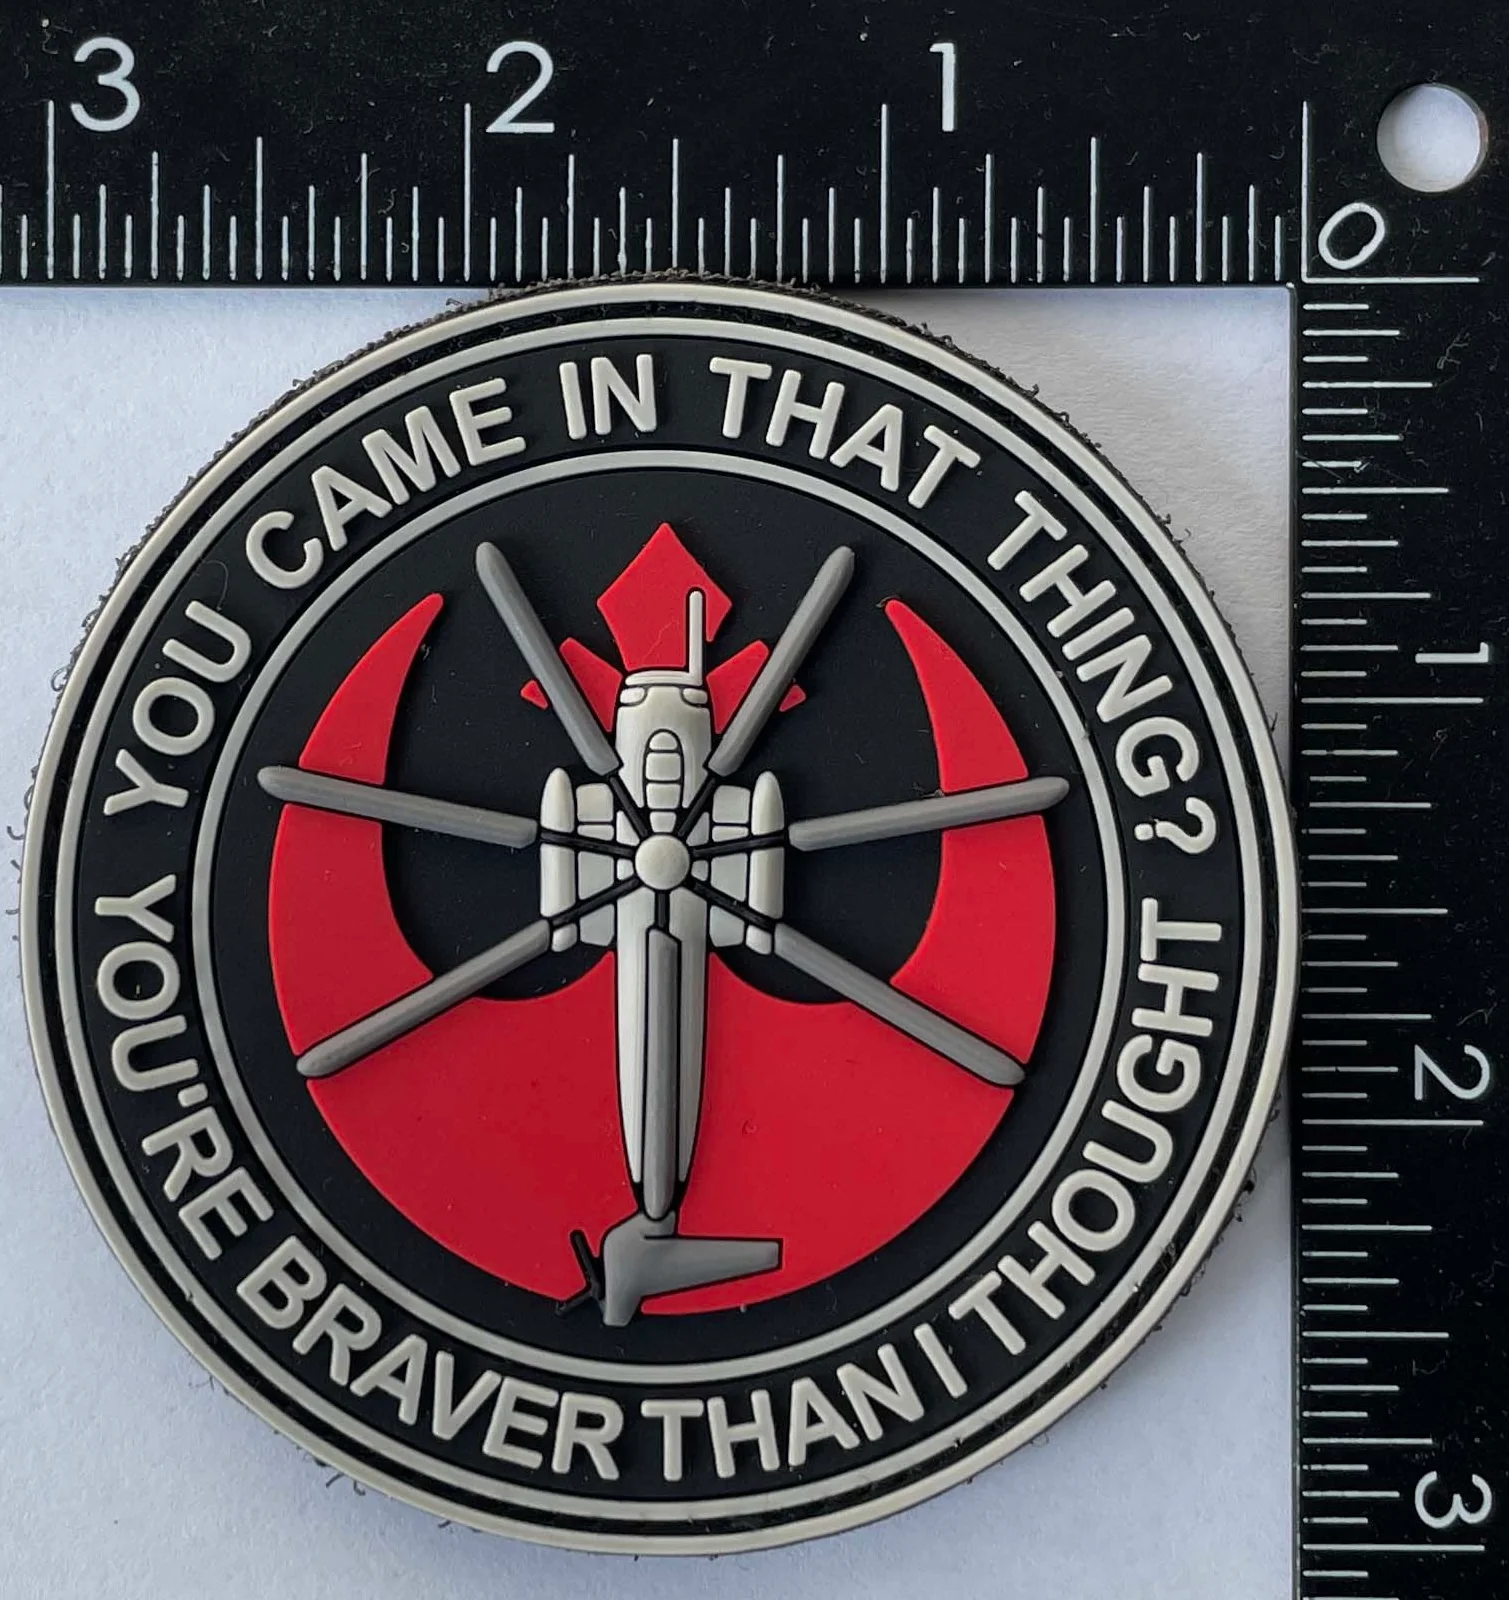 3 2 1 0
YOU CAME IN THAT THING?
YOU'RE BRAVER THAN I THOUGHT
1
2
3